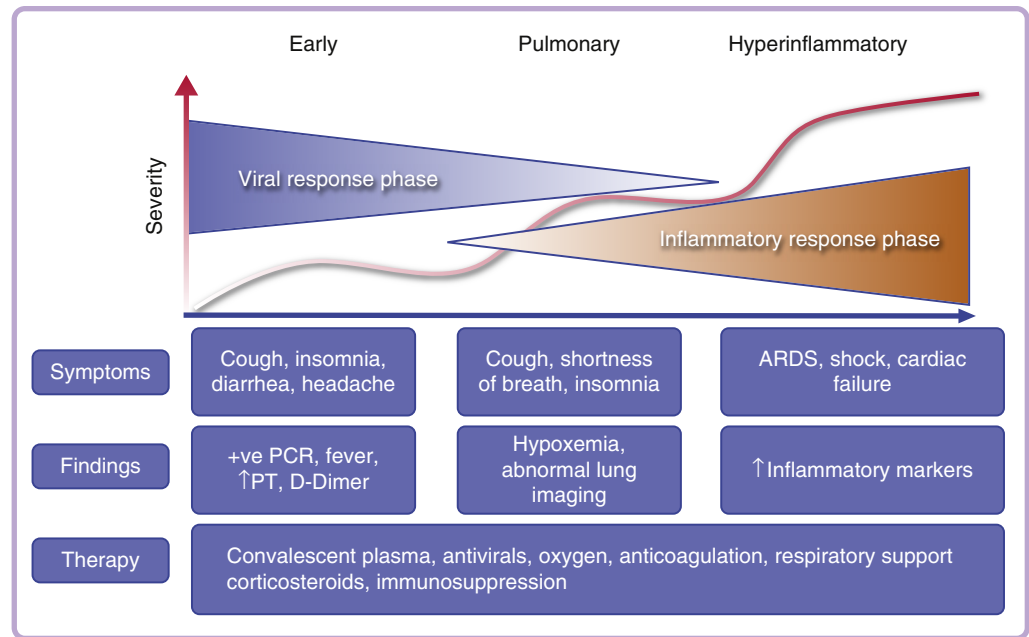 Early
Pulmonary
Hyperinflammatory
Severity
Viral response phase
Inflammatory response phase
Symptoms
Cough, insomnia,
diarrhea, headache
Cough, shortness
of breath, insomnia
ARDS, shock, cardiac
failure
Findings
+ve PCR, fever,
↑PT, D-Dimer
Hypoxemia,
abnormal lung
imaging
↑Inflammatory markers
Therapy
Convalescent plasma, antivirals, oxygen, anticoagulation, respiratory support
corticosteroids, immunosuppression